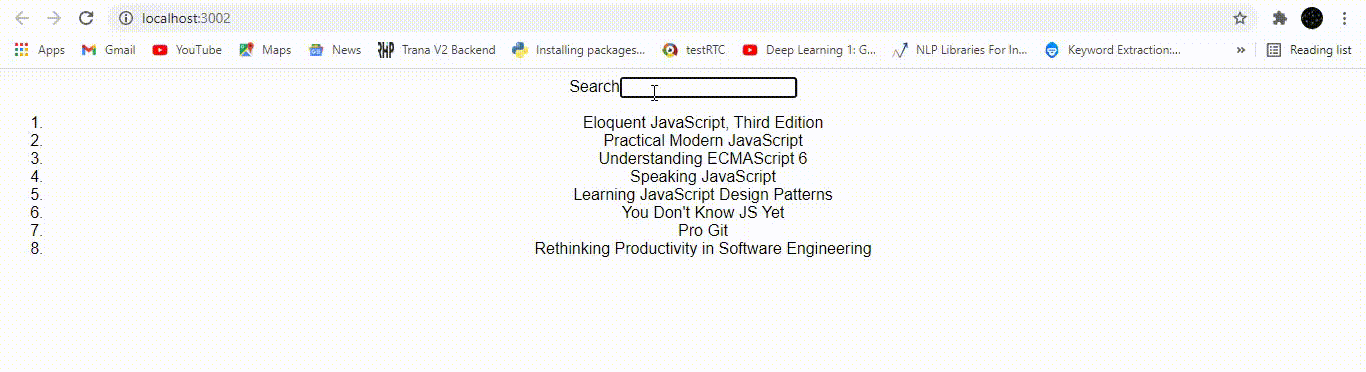 localhost:3002
Apps Gmail YouTube Maps News Trana V2 Backend Installing packages... testRTC Deep Learning 1: G... NLP Libraries For In... Keyword Extraction:... » Reading list
Search
1. Eloquent JavaScript, Third Edition
2. Practical Modern JavaScript
3. Understanding ECMAScript 6
4. Speaking JavaScript
5. Learning JavaScript Design Patterns
6. You Don't Know JS Yet
7. Pro Git
8. Rethinking Productivity in Software Engineering